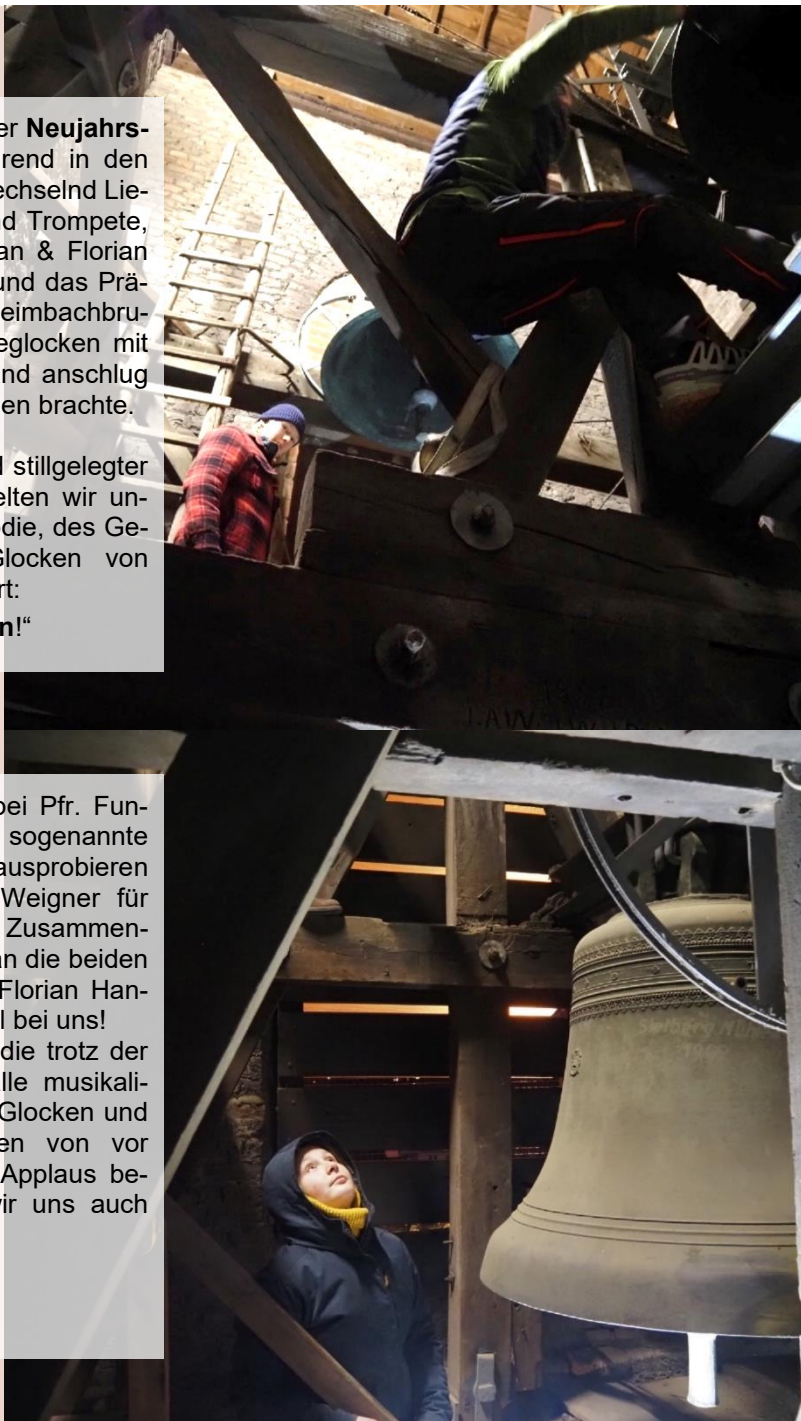 er Neujahrs-
rend in den
echselnd Lie-
nd Trompete,
an & Florian
und das Prä-
eimbachbru-
eglocken mit
nd anschlug
en brachte.
l stillgelegter
elten wir un-
die, des Ge-
Glocken von
rt:
n!“
bei Pfr. Fun-
sogenannte
ausprobieren
Weigner für
Zusammen-
an die beiden
Florian Han-
l bei uns!
die trotz der
lle musikali-
Glocken und
en von vor
Applaus be-
vir uns auch